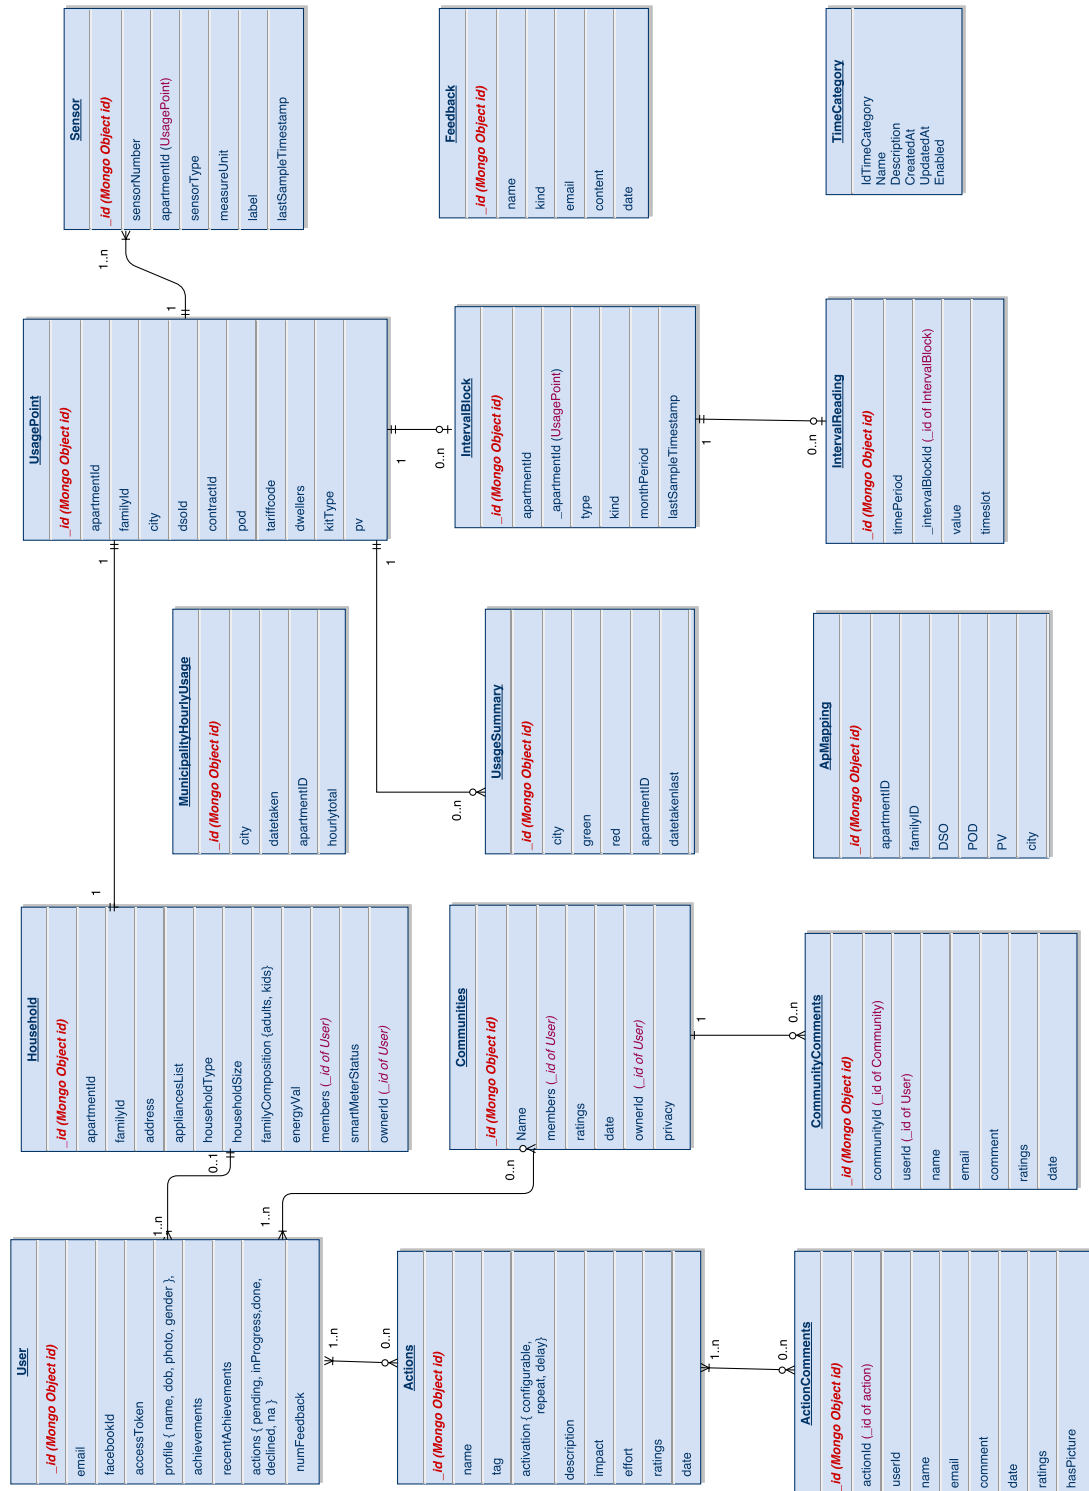 User
_id (Mongo Object id)
email
facebookId
accessToken
profile { name, dob, photo, gender },
achievements
recentAchievements
actions { pending, inProgress,done,
declined, na }
numFeedback
1..n
0..1
1..n
0..n
1..n
0..n
Household
_id (Mongo Object id)
apartmentId
familyId
address
appliancesList
householdType
householdSize
familyComposition {adults, kids}
energyVal
members (_id of User)
smartMeterStatus
ownerId (_id of User)
1
1
MunicipalityHourlyUsage
_id (Mongo Object id)
city
datetaken
apartmentID
hourlytotal
UsagePoint
_id (Mongo Object id)
apartmentId
familyId
city
dsoId
contractId
pod
tariffcode
dwellers
kitType
pv
1
1..n
Sensor
_id (Mongo Object id)
sensorNumber
apartmentId (UsagePoint)
sensorType
measureUnit
label
lastSampleTimestamp
Actions
_id (Mongo Object id)
name
tag
activation { configurable,
repeat, delay}
description
impact
effort
ratings
date
1..n
0..n
Communities
_id (Mongo Object id)
Name
members (_id of User)
ratings
date
ownerId (_id of User)
privacy
1
0..n
1
0..n
UsageSummary
_id (Mongo Object id)
city
green
red
apartmentID
datetakenlast
1
0..n
IntervalBlock
_id (Mongo Object id)
apartmentId
_apartmentId (UsagePoint)
type
kind
monthPeriod
lastSampleTimestamp
1
0..n
Feedback
_id (Mongo Object id)
name
kind
email
content
date
ActionComments
_id (Mongo Object id)
actionId (_id of action)
userId
name
email
comment
date
ratings
hasPicture
CommunityComments
_id (Mongo Object id)
communityId (_id of Community)
userId (_id of User)
name
email
comment
ratings
date
ApMapping
_id (Mongo Object id)
apartmentID
familyID
DSO
POD
PV
city
IntervalReading
_id (Mongo Object id)
timePeriod
_intervalBlockId (_id of IntervalBlock)
value
timeslot
TimeCategory
IdTimeCategory
Name
Description
CreatedAt
UpdatedAt
Enabled